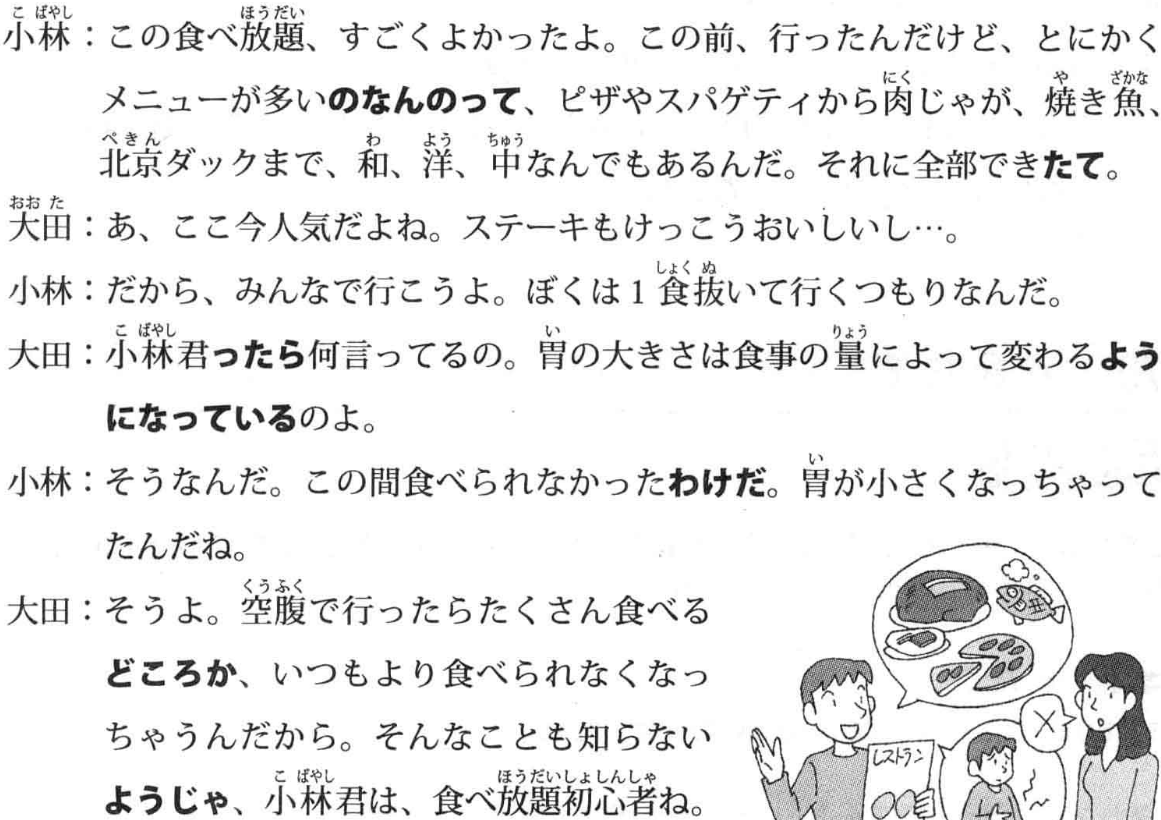 小林：この食べ放題、すごくよかったよ。この前、行ったんだけど、とにかく
メニューが多いのなんのって、ピザやスパゲティから肉じゃが、焼き魚、
北京ダックまで、和、洋、中なんでもあるんだ。それに全部できたて。
大田：あ、ここ今人気だよね。ステーキもけっこうおいしいし…。
小林：だから、みんなで行こうよ。ぼくは1食抜いて行くつもりなんだ。
大田：小林君ったら何言ってるの。胃の大きさは食事の量によって変わるよう
になっているのよ。
小林：そうなんだ。この間食べられなかったわけだ。胃が小さくなっちゃって
たんだね。
大田：そうよ。空腹で行ったらたくさん食べる
どころか、いつもより食べられなくなっ
ちゃうんだから。そんなことも知らない
ようじゃ、小林君は、食べ放題初心者ね。
レストラン